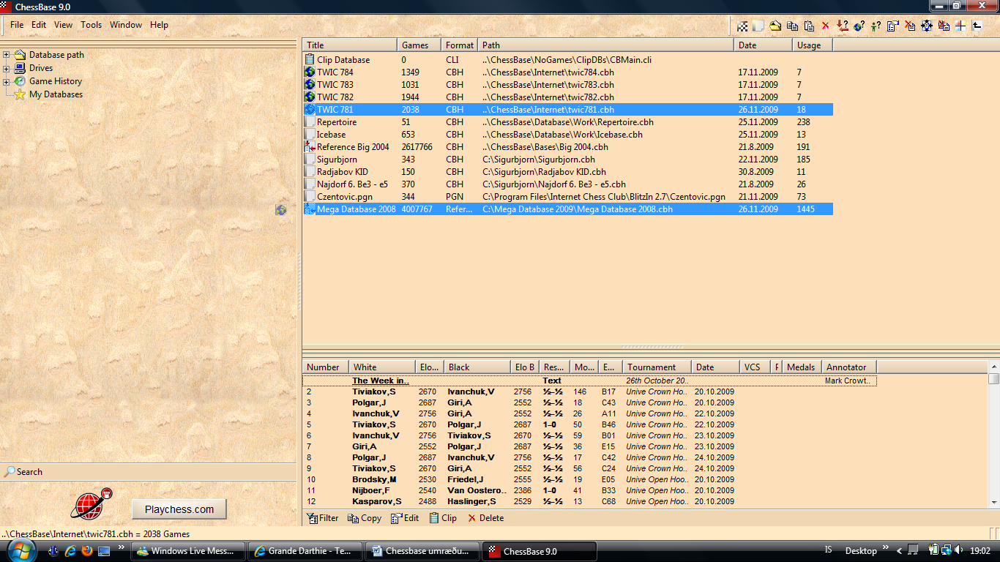 ChessBase 9.0
File Edit View Tools Window Help
Database path
Drives
Game History
My Databases
Title Games Format Path Date Usage
Clip Database 0 CLI ..\ChessBase\NoGames\ClipDBs\CBMain.cli
TWIC 784 1349 CBH ..\ChessBase\Internet\twic784.cbh 17.11.2009 7
TWIC 783 1031 CBH ..\ChessBase\Internet\twic783.cbh 17.11.2009 7
TWIC 782 1944 CBH ..\ChessBase\Internet\twic782.cbh 17.11.2009 7
TWIC 781 2038 CBH ..\ChessBase\Internet\twic781.cbh 26.11.2009 18
Repertoire 51 CBH ..\ChessBase\Database\Work\Repertoire.cbh 25.11.2009 238
Icebase 653 CBH ..\ChessBase\Database\Work\Icebase.cbh 25.11.2009 13
Reference Big 2004 2617766 CBH ..\ChessBase\Bases\Big 2004.cbh 21.8.2009 191
Sigurbjorn 343 CBH C:\Sigurbjorn\Sigurbjorn.cbh 22.11.2009 185
Radjabov KID 150 CBH C:\Sigurbjorn\Radjabov KID.cbh 30.8.2009 11
Najdorf 6. Be3 - e5 370 CBH C:\Sigurbjorn\Najdorf 6. Be3 - e5.cbh 21.8.2009 26
Czentovic.pgn 344 PGN C:\Program Files\Internet Chess Club\BlitzIn 2.7\Czentovic.pgn 21.11.2009 73
Mega Database 2008 4007767 Refer... C:\Mega Database 2009\Mega Database 2008.cbh 26.11.2009 1445
Number White Elo... Black Elo B Res... Mo... E... Tournament Date VCS F Medals Annotator
The Week in.. Text 26th October 20.. Mark Crowt..
2 Tiviakov,S 2670 Ivanchuk,V 2756 ½–½ 146 B17 Unive Crown Ho.. 20.10.2009
3 Polgar,J 2687 Giri,A 2552 ½–½ 18 C43 Unive Crown Ho.. 20.10.2009
4 Ivanchuk,V 2756 Giri,A 2552 ½–½ 26 A11 Unive Crown Ho.. 22.10.2009
5 Tiviakov,S 2670 Polgar,J 2687 1–0 50 B46 Unive Crown Ho.. 22.10.2009
6 Ivanchuk,V 2756 Tiviakov,S 2670 ½–½ 59 B01 Unive Crown Ho.. 23.10.2009
7 Giri,A 2552 Polgar,J 2687 ½–½ 36 E15 Unive Crown Ho.. 23.10.2009
8 Polgar,J 2687 Ivanchuk,V 2756 ½–½ 17 C42 Unive Crown Ho.. 24.10.2009
9 Tiviakov,S 2670 Giri,A 2552 ½–½ 56 C24 Unive Crown Ho.. 24.10.2009
10 Brodsky,M 2530 Friedel,J 2555 ½–½ 19 E05 Unive Open Hoo.. 20.10.2009
11 Nijboer,F 2540 Van Oostero.. 2386 1–0 41 B33 Unive Open Hoo.. 20.10.2009
12 Kasparov,S 2488 Haslinger,S 2529 ½–½ 13 C68 Unive Open Hoo.. 20.10.2009
Search
Playchess.com
Filter Copy Edit Clip Delete
..\ChessBase\Internet\twic781.cbh = 2038 Games
Windows Live Mess... Grande Darthie - Te... Chessbase umræðu... ChessBase 9.0 IS Desktop 19:02